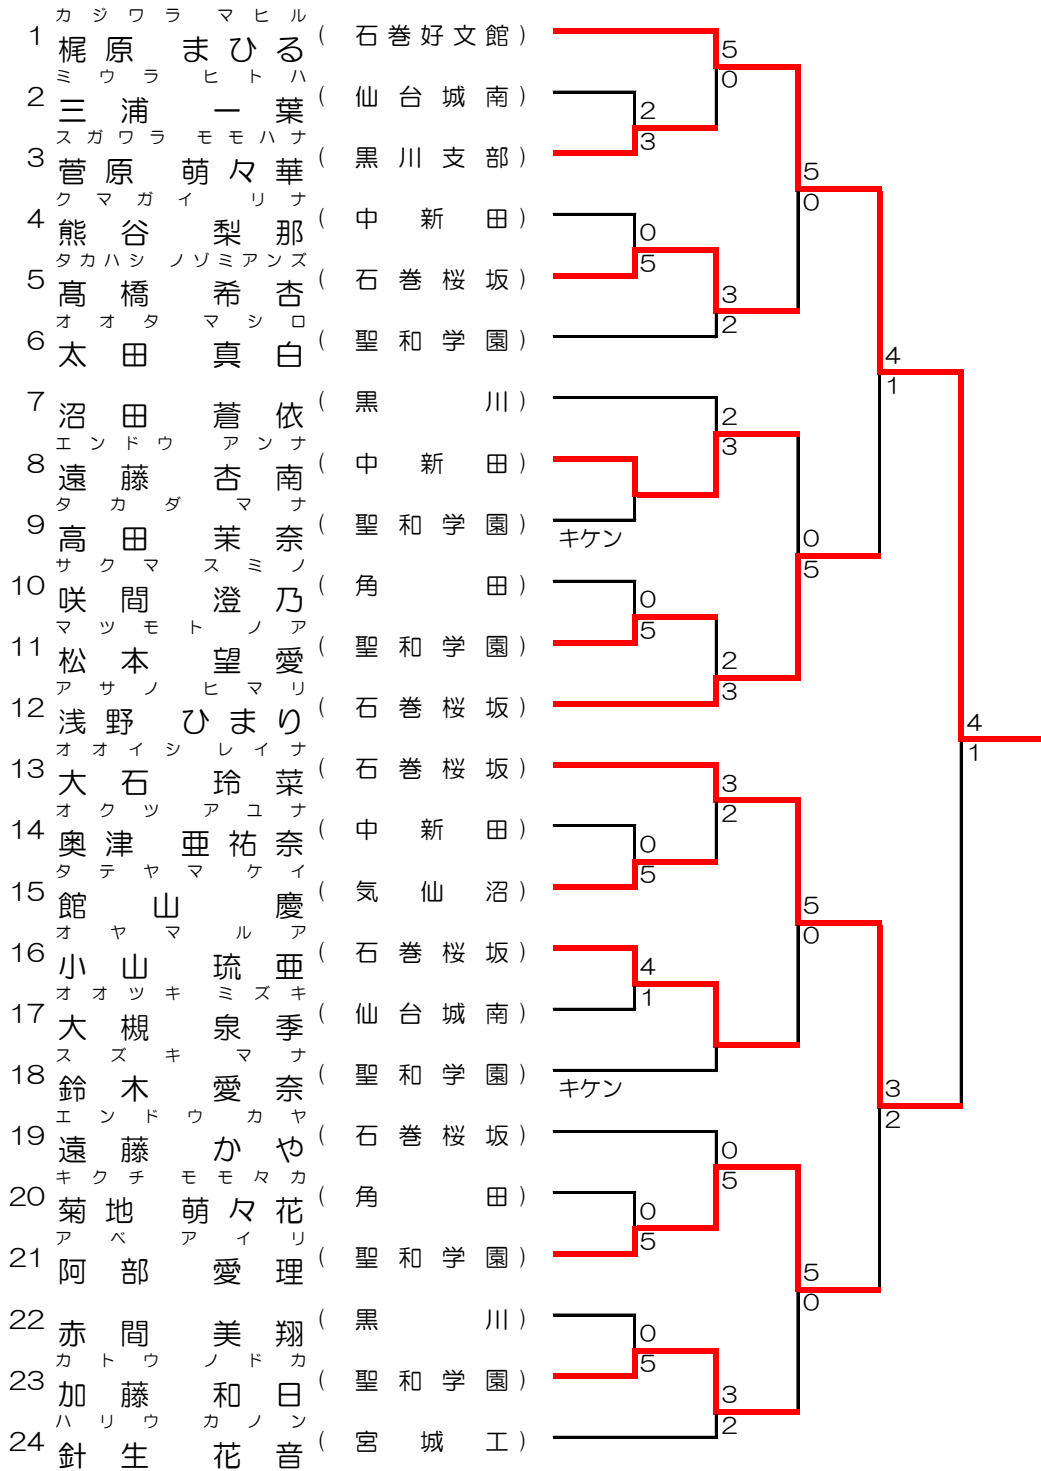 カジワラ マヒル
1 梶原 まひる ( 石巻好文館 )
ミウラ ヒトハ
2 三浦 一葉 ( 仙台城南 )
スガワラ モモハナ
3 菅原 萌々華 ( 黒川支部 )
クマガイ リナ
4 熊谷 梨那 ( 中新田 )
タカハシ ノゾミアンズ
5 髙橋 希杏 ( 石巻桜坂 )
オオタ マシロ
6 太田 真白 ( 聖和学園 )
7 沼田 蒼依 ( 黒川 )
エンドウ アンナ
8 遠藤 杏南 ( 中新田 )
タカダ マナ
9 高田 茉奈 ( 聖和学園 )
キケン
サクマ スミノ
10 咲間 澄乃 ( 角田 )
マツモト ノア
11 松本 望愛 ( 聖和学園 )
アサノ ヒマリ
12 浅野 ひまり ( 石巻桜坂 )
オオイシ レイナ
13 大石 玲菜 ( 石巻桜坂 )
オクツ アユナ
14 奥津 亜祐奈 ( 中新田 )
タテヤマ ケイ
15 館山 慶 ( 気仙沼 )
オヤマ ルア
16 小山 琉亜 ( 石巻桜坂 )
オオツキ ミズキ
17 大槻 泉季 ( 仙台城南 )
スズキ マナ
18 鈴木 愛奈 ( 聖和学園 )
キケン
エンドウ カヤ
19 遠藤 かや ( 石巻桜坂 )
キクチ モモタカ
20 菊地 萌々花 ( 角田 )
アベ アイリ
21 阿部 愛理 ( 聖和学園 )
22 赤間 美翔 ( 黒川 )
カトウ ノドカ
23 加藤 和日 ( 聖和学園 )
ハリウ カノン
24 針生 花音 ( 宮城工 )
5
0
2
3
0
5
3
2
5
0
2
3
0
5
2
3
0
5
4
1
3
2
0
5
4
1
5
0
0
5
0
5
0
5
3
2
5
0
3
2
4
1